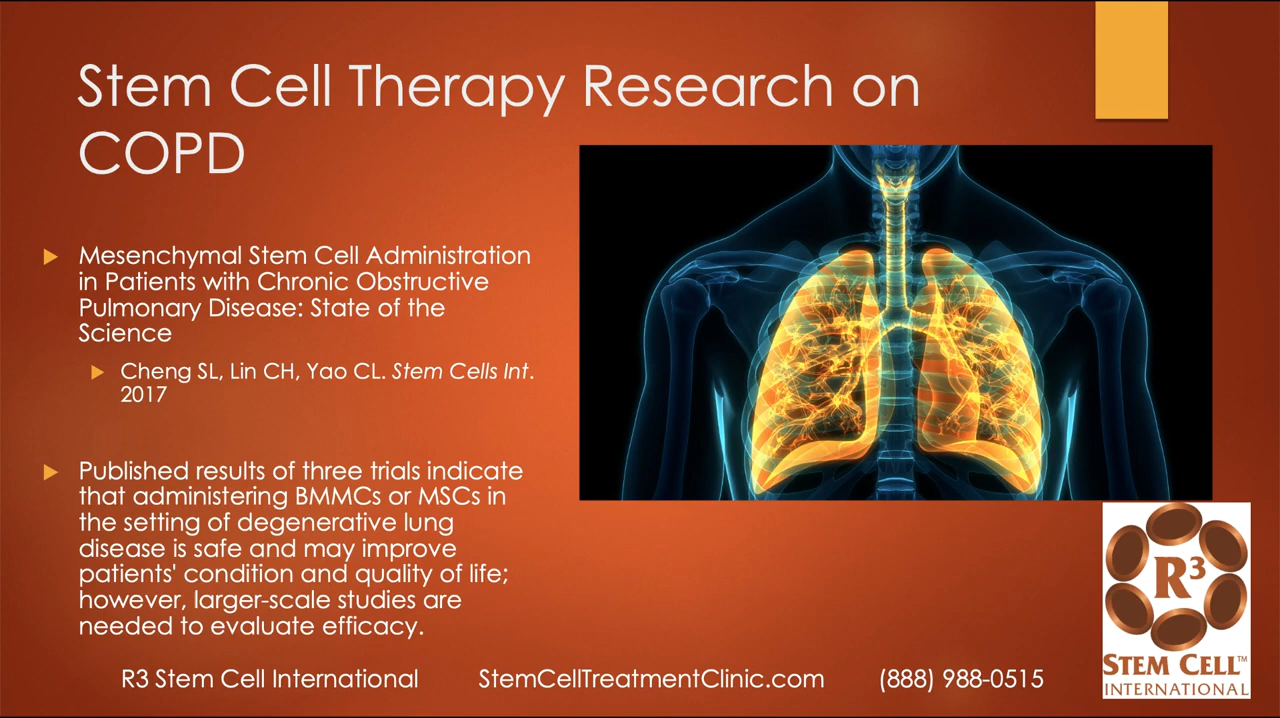 Stem Cell Therapy Research on
COPD
Mesenchymal Stem Cell Administration
in Patients with Chronic Obstructive
Pulmonary Disease: State of the
Science
Cheng SL, Lin CH, Yao CL. Stem Cells Int.
2017
Published results of three trials indicate
that administering BMMCs or MSCs in
the setting of degenerative lung
disease is safe and may improve
patients' condition and quality of life;
however, larger-scale studies are
needed to evaluate efficacy.
R3 Stem Cell International StemCellTreatmentClinic.com (888) 988-0515
R³
STEM CELL™
INTERNATIONAL